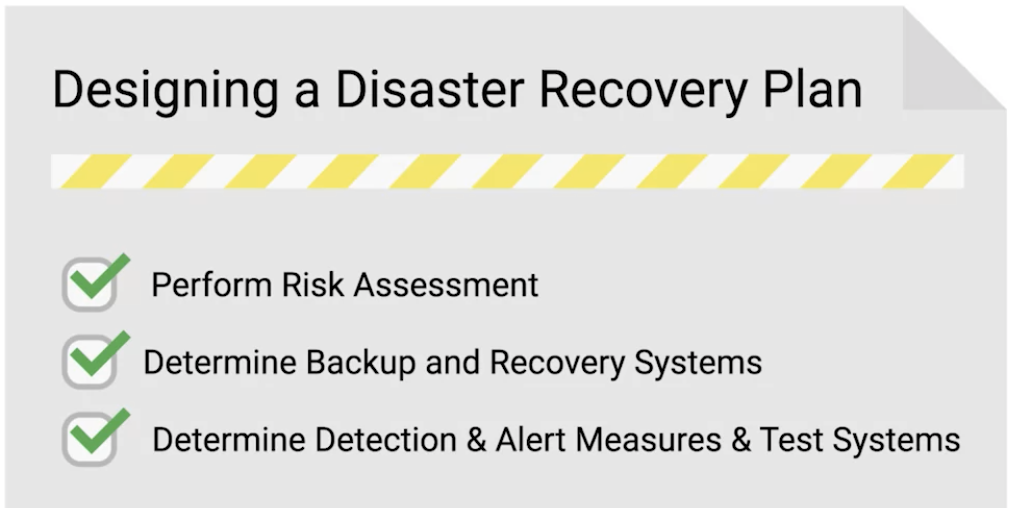 Designing a Disaster Recovery Plan
Perform Risk Assessment
Determine Backup and Recovery Systems
Determine Detection & Alert Measures & Test Systems